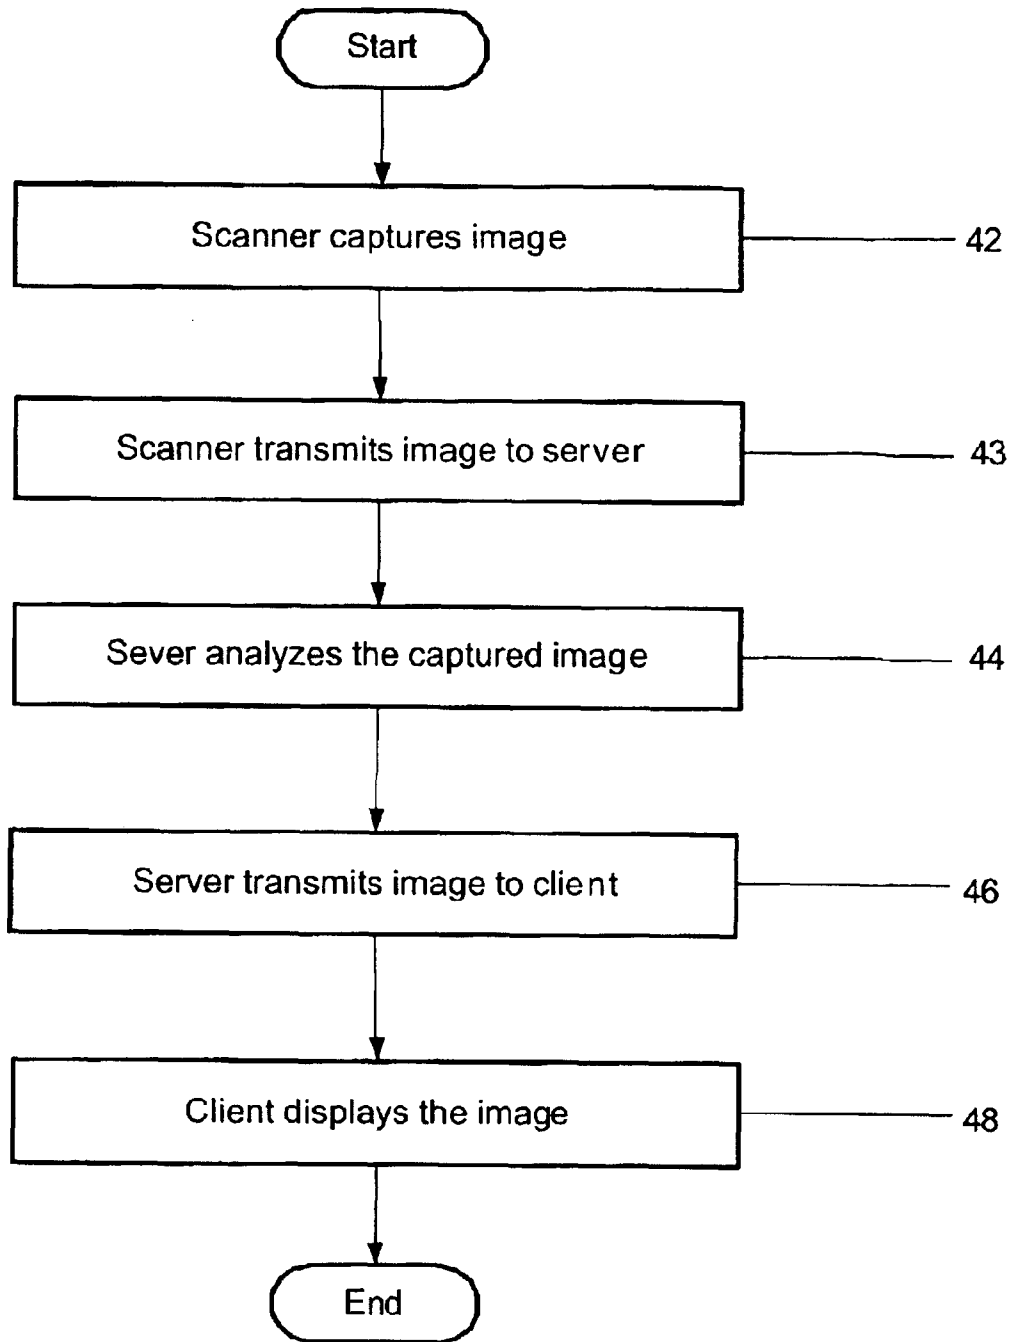 Start
Scanner captures image
42
Scanner transmits image to server
43
Sever analyzes the captured image
44
Server transmits image to client
46
Client displays the image
48
End